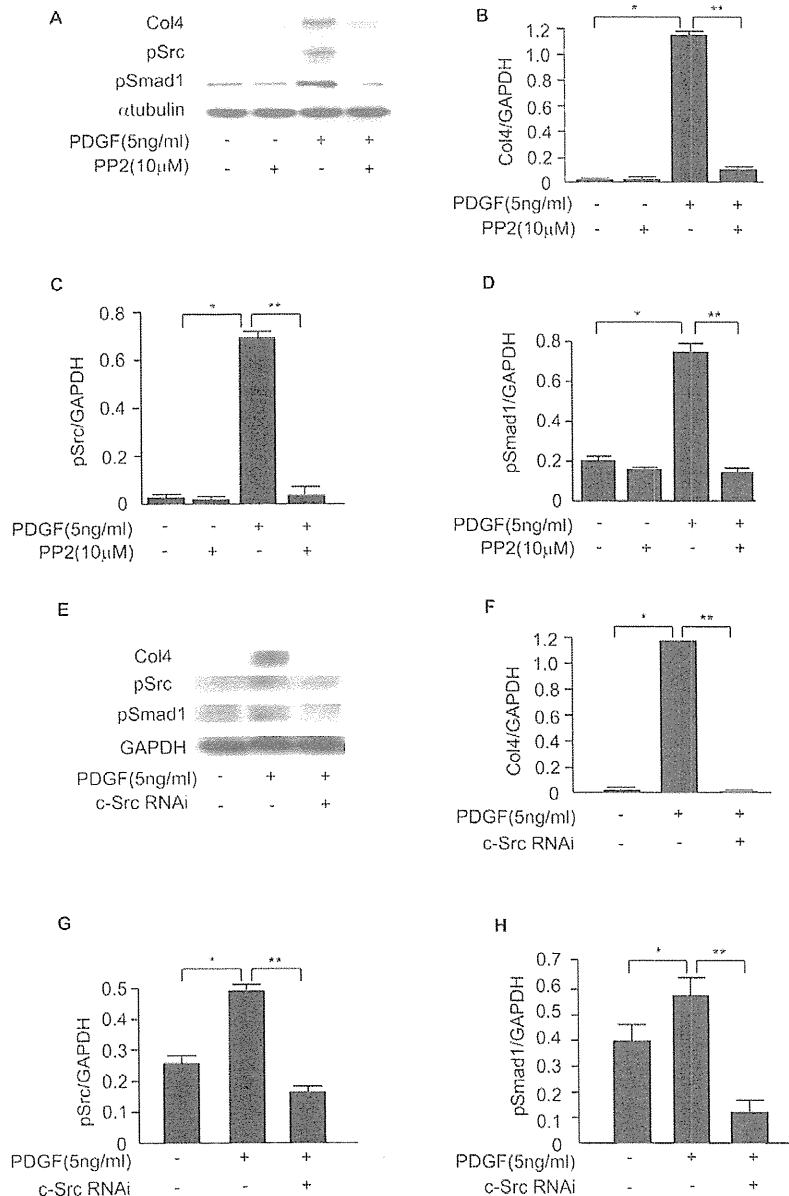 A
Col4
pSrc
pSmad1
αtubulin
PDGF(5ng/ml) - - + +
PP2(10μM) - + - +
B
* **
Col4/GAPDH
1.2
1.0
0.8
0.6
0.4
0.2
0
PDGF(5ng/ml) - - + +
PP2(10μM) - + - +
C
* **
pSrc/GAPDH
0.8
0.6
0.4
0.2
0
PDGF(5ng/ml) - - + +
PP2(10μM) - + - +
D
* **
pSmad1/GAPDH
0.8
0.6
0.4
0.2
0
PDGF(5ng/ml) - - + +
PP2(10μM) - + - +
E
Col4
pSrc
pSmad1
GAPDH
PDGF(5ng/ml) - + +
c-Src RNAi - - +
F
* **
Col4/GAPDH
1.2
1.0
0.8
0.6
0.4
0.2
0
PDGF(5ng/ml) - + +
c-Src RNAi - - +
G
* **
pSrc/GAPDH
0.5
0.4
0.3
0.2
0.1
0
PDGF(5ng/ml) - + +
c-Src RNAi - - +
H
* **
pSmad1/GAPDH
0.7
0.6
0.5
0.4
0.3
0.2
0.1
0
PDGF(5ng/ml) - + +
c-Src RNAi - - +